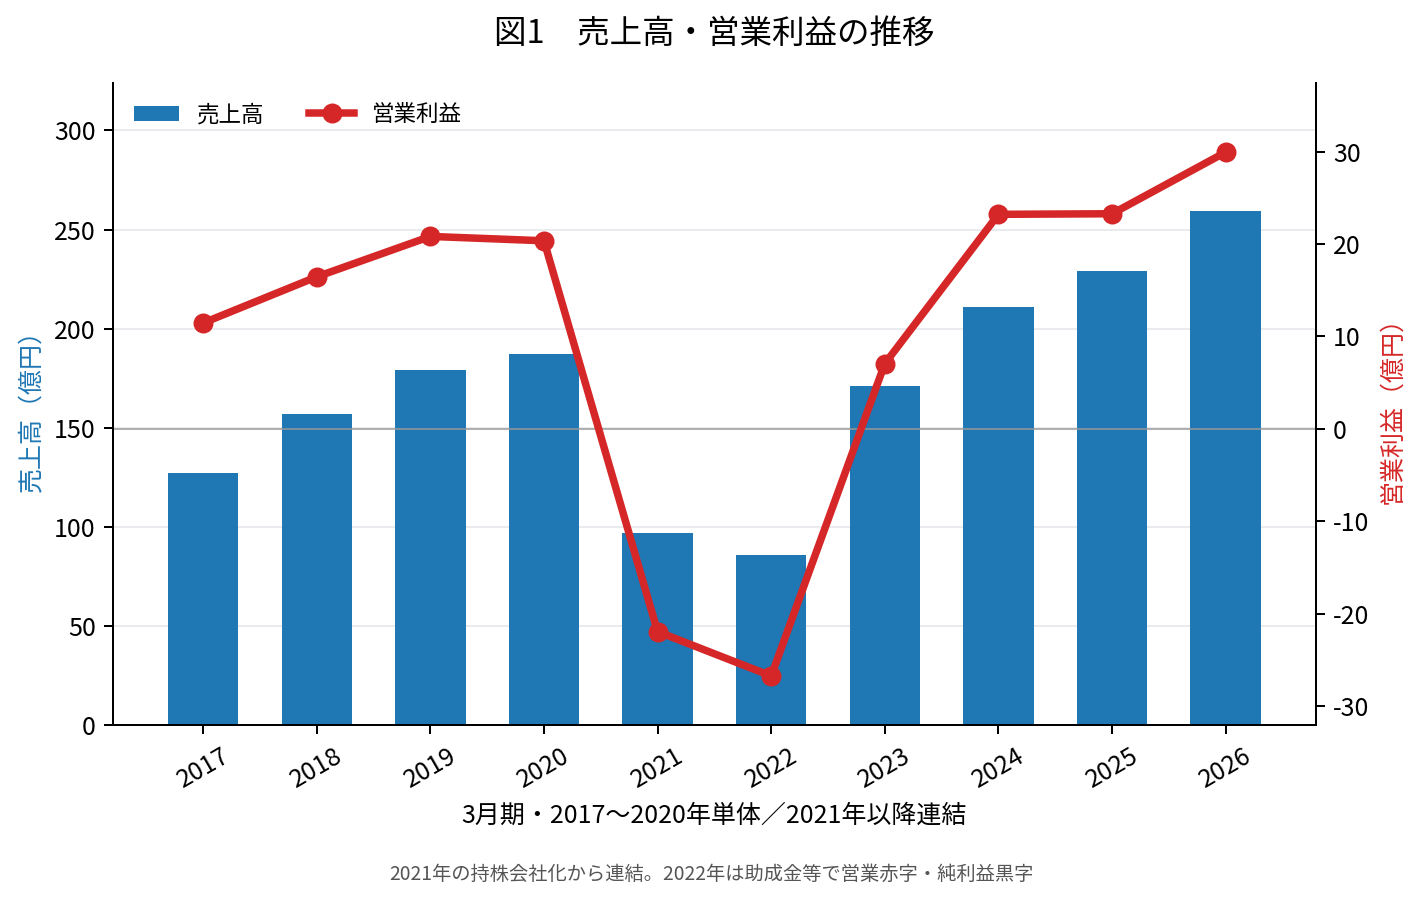 図1　売上高・営業利益の推移
売上高　営業利益
売上高（億円）
300
250
200
150
100
50
0
営業利益（億円）
30
20
10
0
-10
-20
-30
2017 2018 2019 2020 2021 2022 2023 2024 2025 2026
3月期・2017～2020年単体／2021年以降連結
2021年の持株会社化から連結。2022年は助成金等で営業赤字・純利益黒字